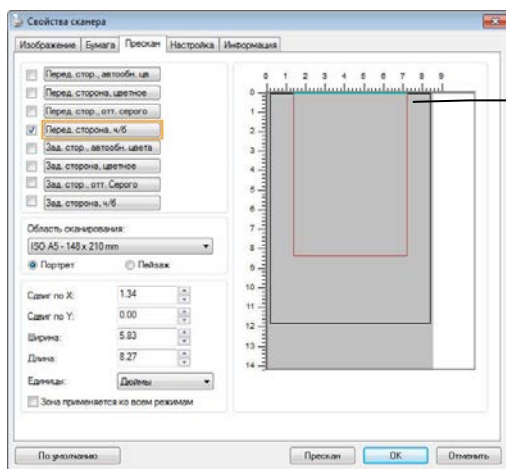 Свойства сканера
Изображение Бумага Прескан Настройка Информация
Перед. стор., автообн. цв
Перед. сторона, цветное
Перед. стор., отт. серого
Перед. сторона, ч/б
Зад. стор., автообн. цвета
Зад. сторона, цветное
Зад. стор., отт. Серого
Зад. сторона, ч/б
Область сканирования:
ISO A5 - 148 x 210 mm
Портрет Пейзаж
Сдвиг по X: 1.34
Сдвиг по Y: 0.00
Ширина: 5.83
Длина: 8.27
Единицы: Дюймы
Зона применяется ко всем режимам
0 1 2 3 4 5 6 7 8 9
0
1
2
3
4
5
6
7
8
9
10
11
12
13
14
По умолчанию Прескан OK Отменить